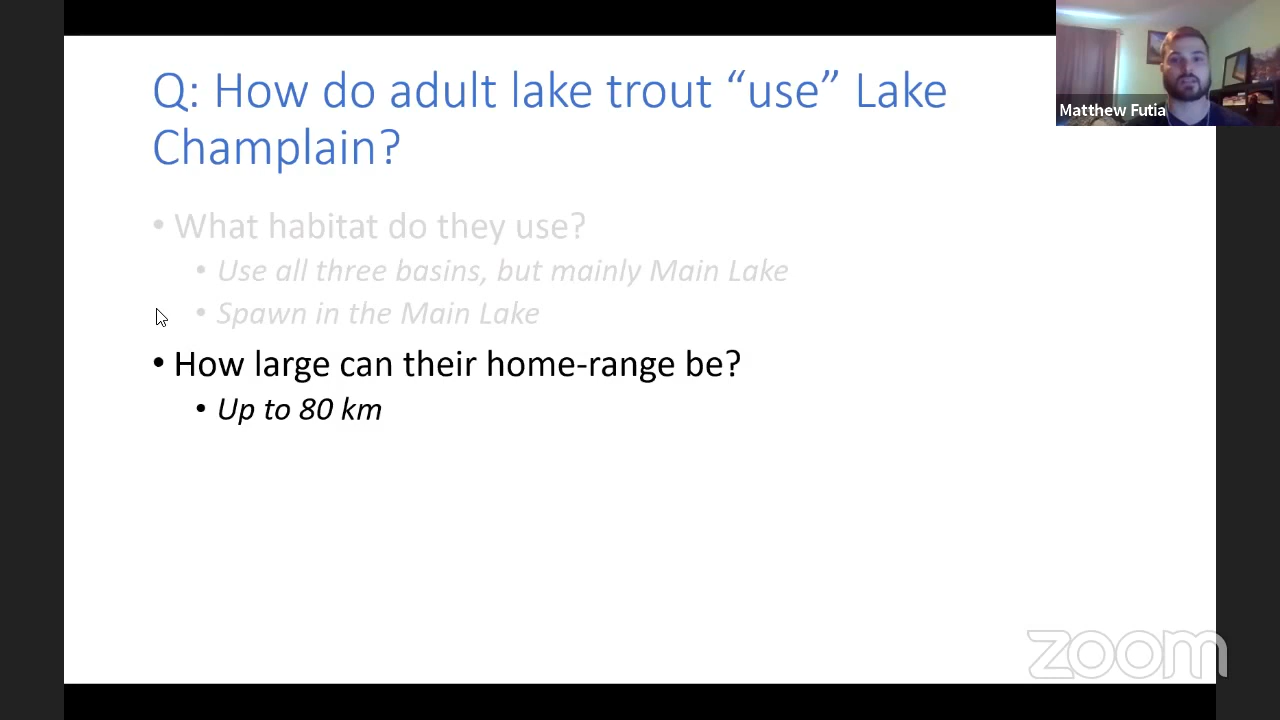 Q: How do adult lake trout “use” Lake
Champlain?
• What habitat do they use?
• Use all three basins, but mainly Main Lake
• Spawn in the Main Lake
• How large can their home-range be?
• Up to 80 km
Matthew Futia
zoom